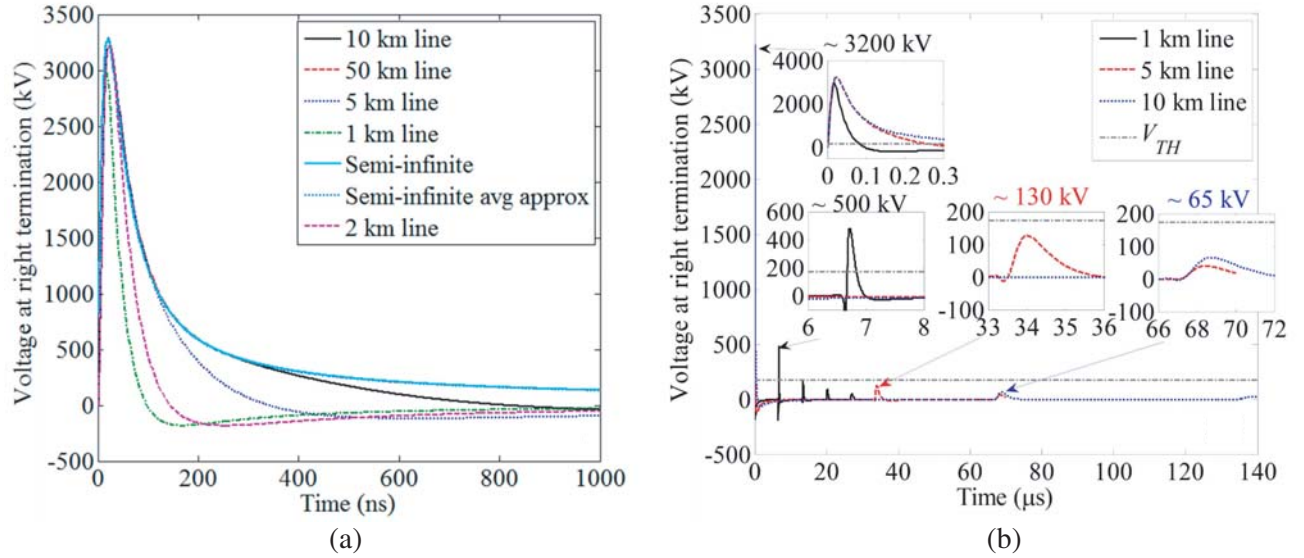 3500
3000
2500
2000
1500
1000
500
0
-500
Voltage at right termination (kV)
10 km line
50 km line
5 km line
1 km line
Semi-infinite
Semi-infinite avg approx
2 km line
0 200 400 600 800 1000
Time (ns)
(a)
3500
3000
2500
2000
1500
1000
500
0
-500
Voltage at right termination (kV)
~ 3200 kV
4000
2000
0
0 0.1 0.2 0.3
1 km line
5 km line
10 km line
V_TH
~ 500 kV
600
400
200
0
6 7 8
~ 130 kV
200
100
0
-100
33 34 35 36
~ 65 kV
200
100
0
-100
66 68 70 72
0 20 40 60 80 100 120 140
Time (μs)
(b)